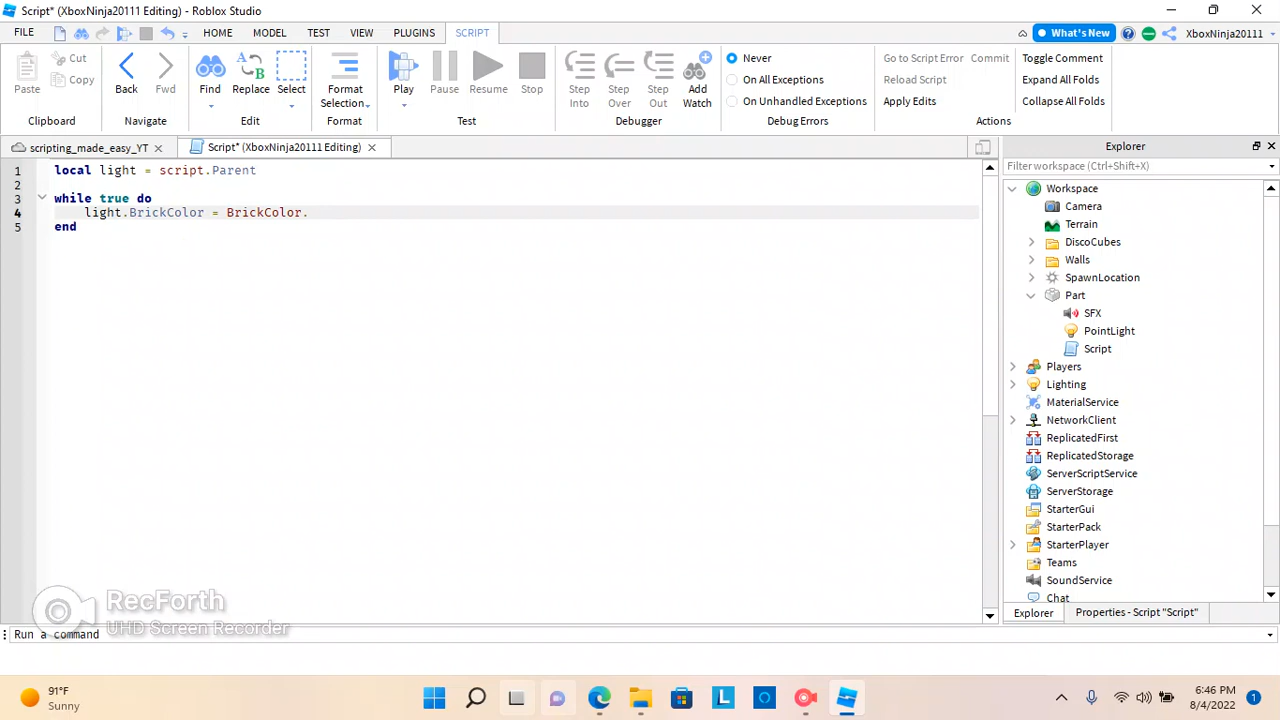 Script* (XboxNinja20111 Editing) - Roblox Studio
FILE HOME MODEL TEST VIEW PLUGINS SCRIPT What's New XboxNinja20111
Paste Cut Copy Back Fwd Find Replace Select Format Selection Play Pause Resume Stop Step Into Step Over Step Out Add Watch Never On All Exceptions On Unhandled Exceptions Go to Script Error Commit Reload Script Apply Edits Toggle Comment Expand All Folds Collapse All Folds
Clipboard Navigate Edit Format Test Debugger Debug Errors Actions
scripting_made_easy_YT Script* (XboxNinja20111 Editing)
1 local light = script.Parent
2
3 while true do
4 light.BrickColor = BrickColor.
5 end
Explorer
Filter workspace (Ctrl+Shift+X)
Workspace
Camera
Terrain
DiscoCubes
Walls
SpawnLocation
Part
SFX
PointLight
Script
Players
Lighting
MaterialService
NetworkClient
ReplicatedFirst
ReplicatedStorage
ServerScriptService
ServerStorage
StarterGui
StarterPack
StarterPlayer
Teams
SoundService
Chat
Explorer Properties - Script "Script"
RecForth
UHD Screen Recorder
Run a command
91°F
Sunny
6:46 PM
8/4/2022
1